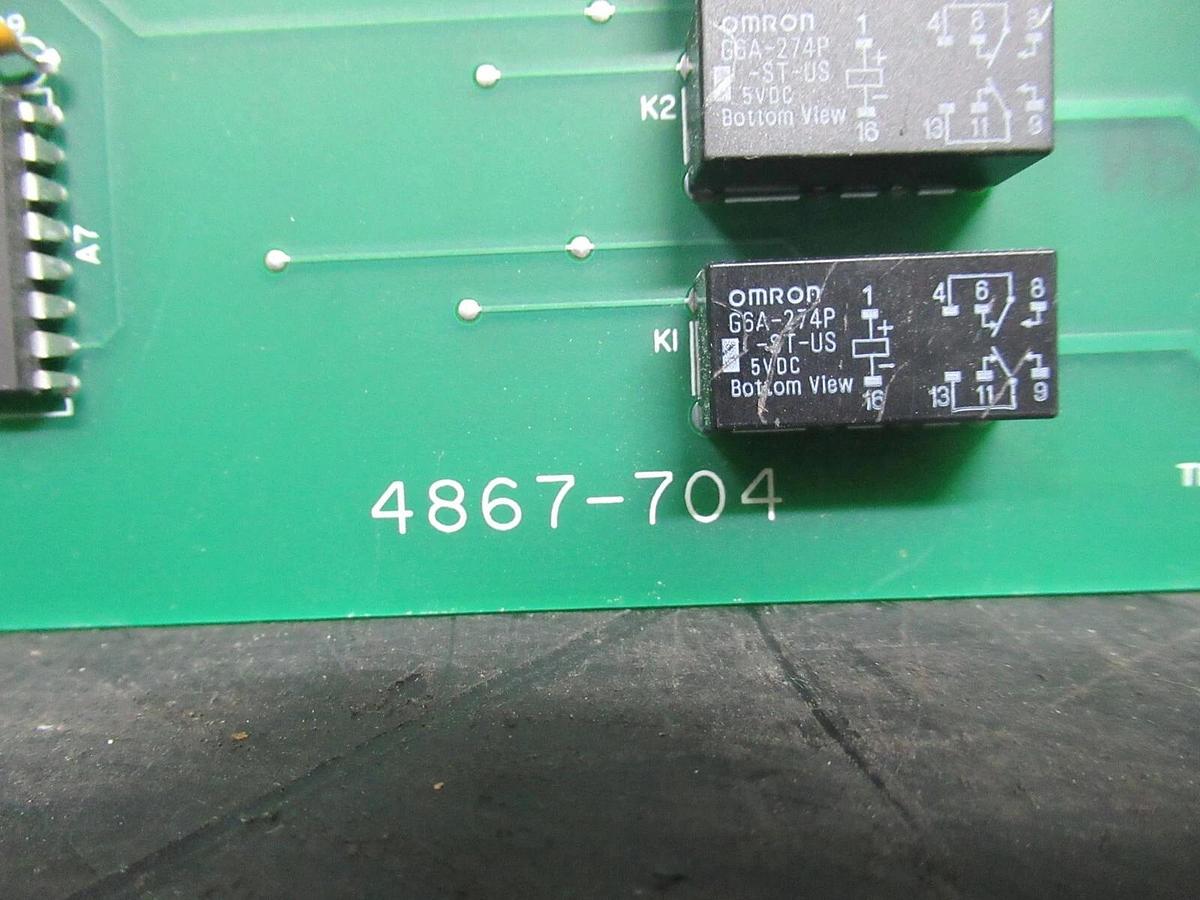 OMRON
G6A-274P
-ST-US
5VDC
Bottom View
1
16
4 6 8
13 11 9
K2
A7
OMRON
G6A-274P
-ST-US
5VDC
Bottom View
1
16
4 6 8
13 11 9
K1
4867-704